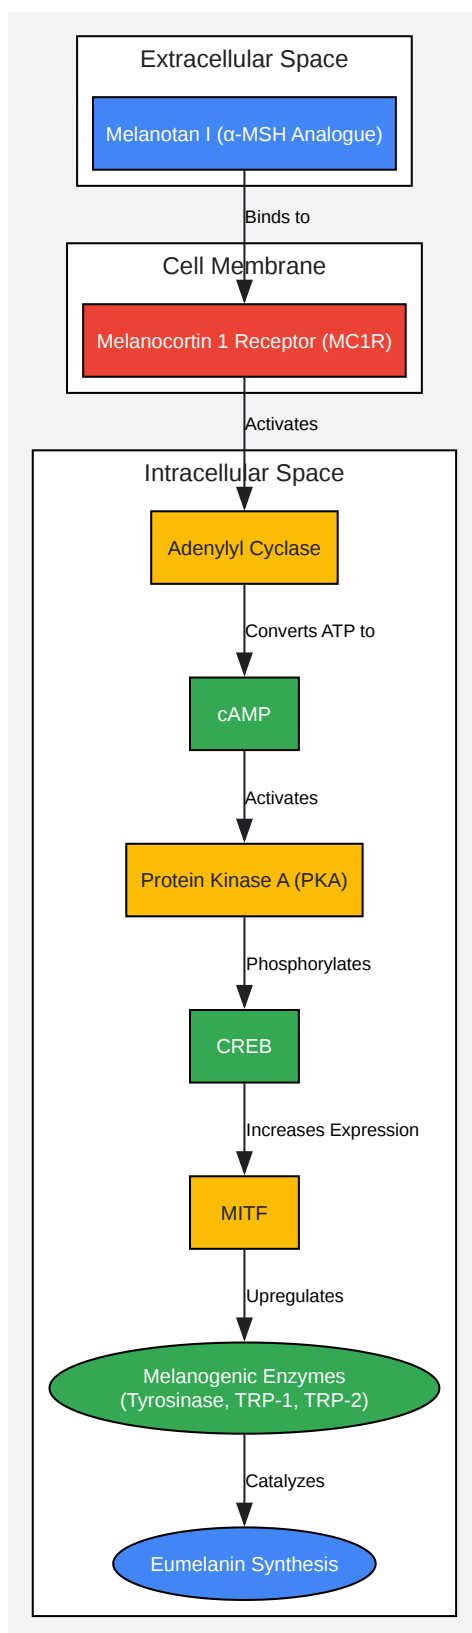 Extracellular Space
Melanotan I (α-MSH Analogue)
Binds to
Cell Membrane
Melanocortin 1 Receptor (MC1R)
Activates
Intracellular Space
Adenylyl Cyclase
Converts ATP to
cAMP
Activates
Protein Kinase A (PKA)
Phosphorylates
CREB
Increases Expression
MITF
Upregulates
Melanogenic Enzymes
(Tyrosinase, TRP-1, TRP-2)
Catalyzes
Eumelanin Synthesis